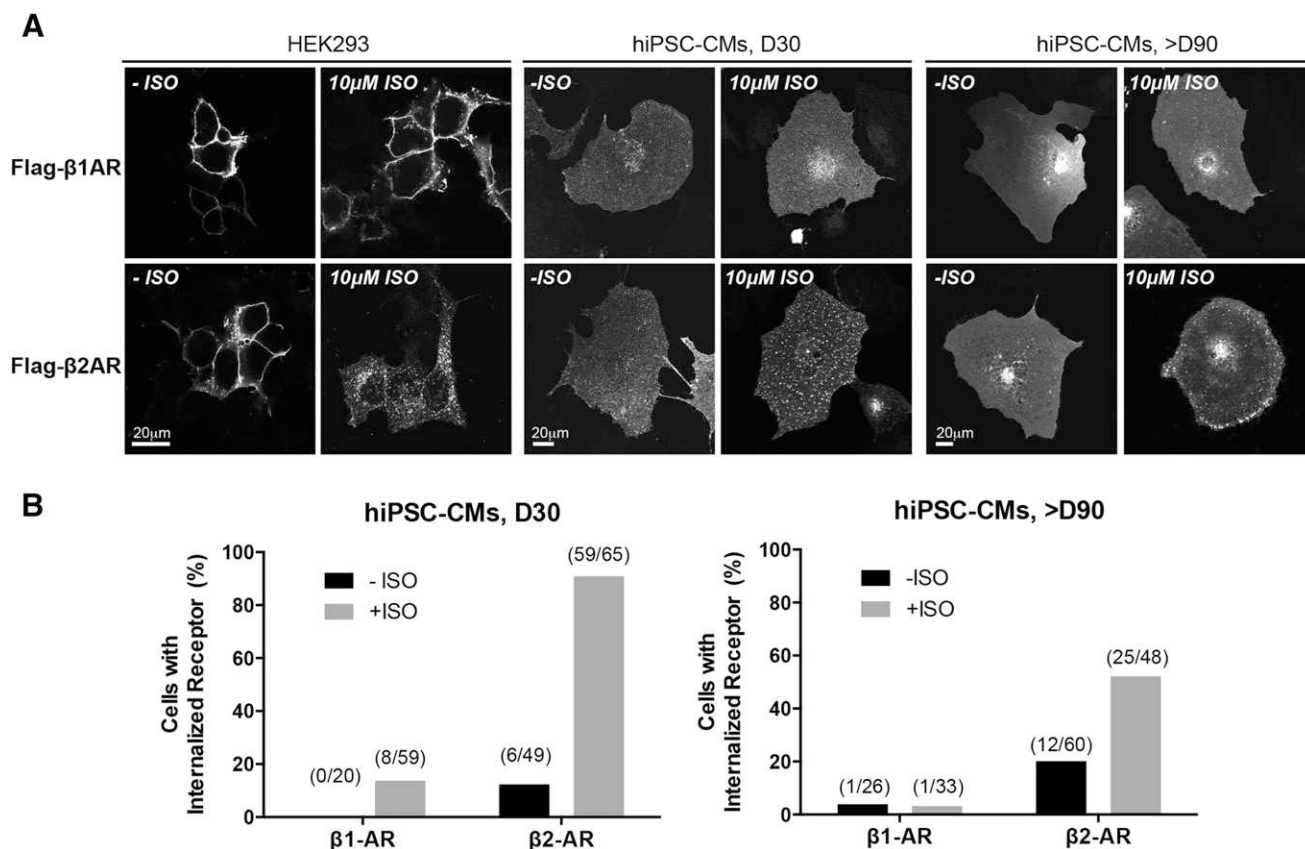 A
HEK293
hiPSC-CMs, D30
hiPSC-CMs, >D90
- ISO
10μM ISO
-ISO
10μM ISO
-ISO
10μM ISO
Flag-β1AR
- ISO
10μM ISO
-ISO
10μM ISO
-ISO
10μM ISO
Flag-β2AR
20μm
20μm
20μm
B
hiPSC-CMs, D30
Cells with
Internalized Receptor (%)
100
80
60
40
20
0
- ISO
+ISO
(0/20)
(8/59)
(6/49)
(59/65)
β1-AR
β2-AR
hiPSC-CMs, >D90
Cells with
Internalized Receptor (%)
100
80
60
40
20
0
-ISO
+ISO
(1/26)
(1/33)
(12/60)
(25/48)
β1-AR
β2-AR